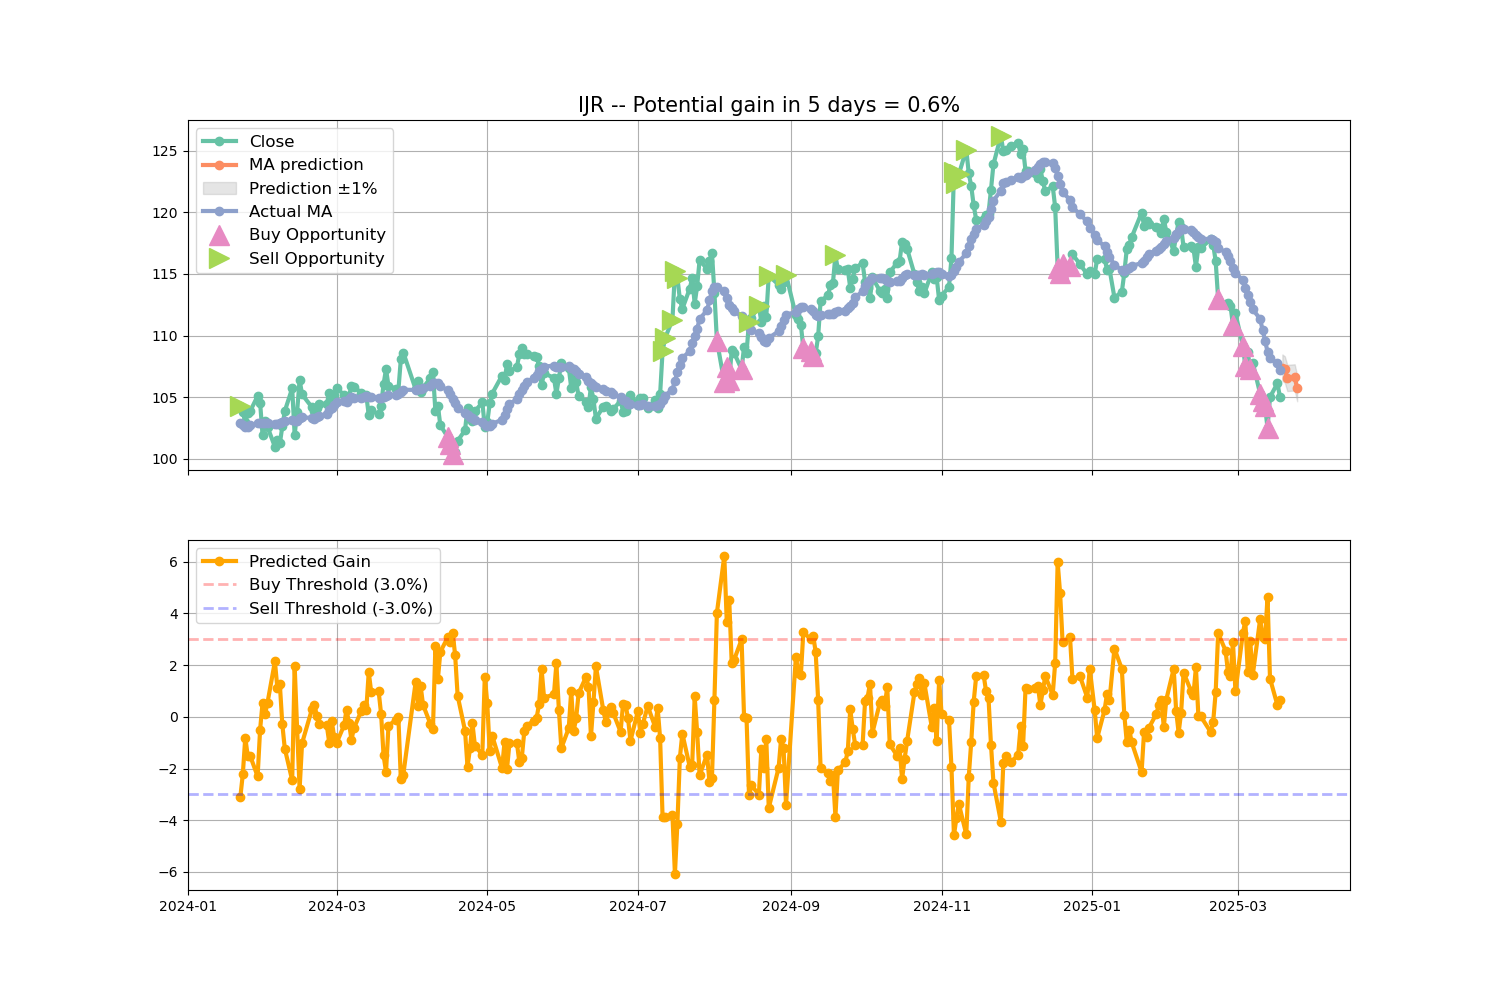 IJR -- Potential gain in 5 days = 0.6%
Close
MA prediction
Prediction ±1%
Actual MA
Buy Opportunity
Sell Opportunity
125
120
115
110
105
100
Predicted Gain
Buy Threshold (3.0%)
Sell Threshold (-3.0%)
6
4
2
0
−2
−4
−6
2024-01 2024-03 2024-05 2024-07 2024-09 2024-11 2025-01 2025-03